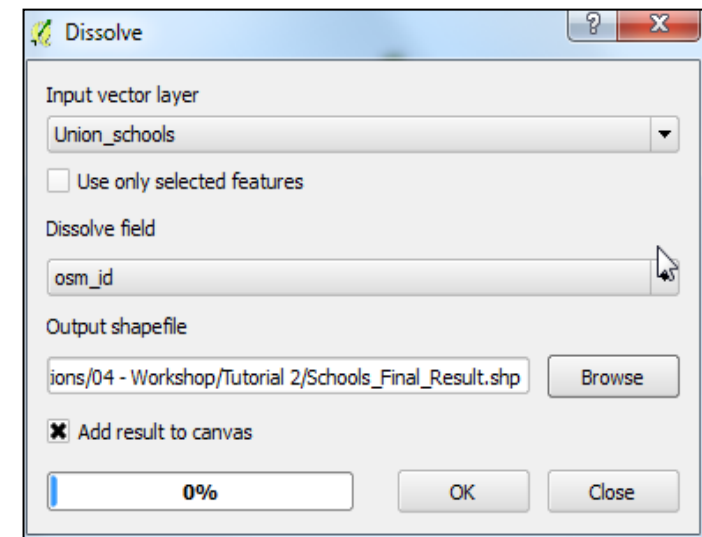 Dissolve
Input vector layer
Union_schools
Use only selected features
Dissolve field
osm_id
Output shapefile
ions/04 - Workshop/Tutorial 2/Schools_Final_Result.shp Browse
Add result to canvas
0% OK Close